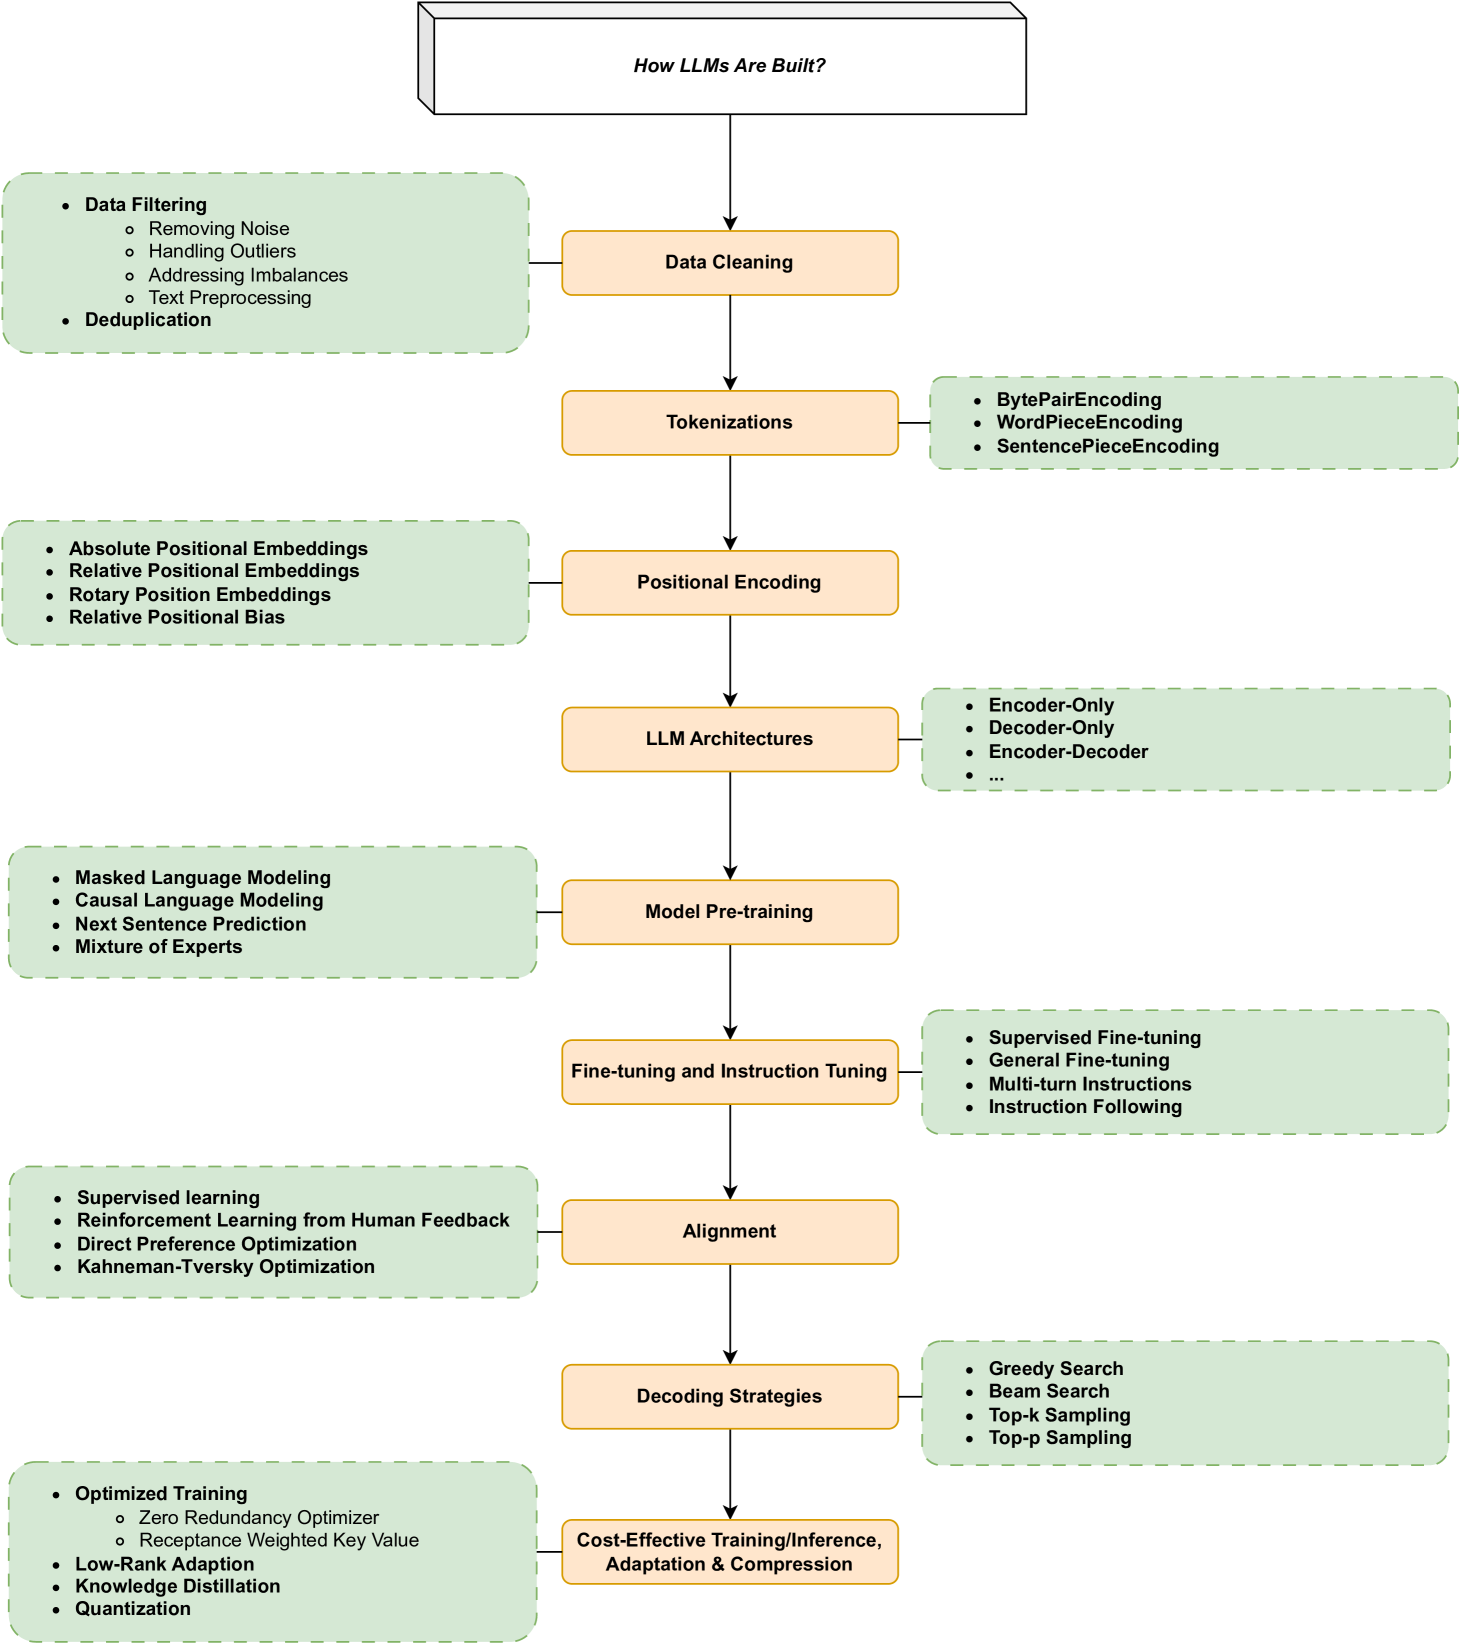 How LLMs Are Built?
• Data Filtering
○ Removing Noise
○ Handling Outliers
○ Addressing Imbalances
○ Text Preprocessing
• Deduplication
Data Cleaning
Tokenizations
• BytePairEncoding
• WordPieceEncoding
• SentencePieceEncoding
• Absolute Positional Embeddings
• Relative Positional Embeddings
• Rotary Position Embeddings
• Relative Positional Bias
Positional Encoding
LLM Architectures
• Encoder-Only
• Decoder-Only
• Encoder-Decoder
• ...
• Masked Language Modeling
• Causal Language Modeling
• Next Sentence Prediction
• Mixture of Experts
Model Pre-training
Fine-tuning and Instruction Tuning
• Supervised Fine-tuning
• General Fine-tuning
• Multi-turn Instructions
• Instruction Following
• Supervised learning
• Reinforcement Learning from Human Feedback
• Direct Preference Optimization
• Kahneman-Tversky Optimization
Alignment
Decoding Strategies
• Greedy Search
• Beam Search
• Top-k Sampling
• Top-p Sampling
• Optimized Training
○ Zero Redundancy Optimizer
○ Receptance Weighted Key Value
• Low-Rank Adaption
• Knowledge Distillation
• Quantization
Cost-Effective Training/Inference,
Adaptation & Compression